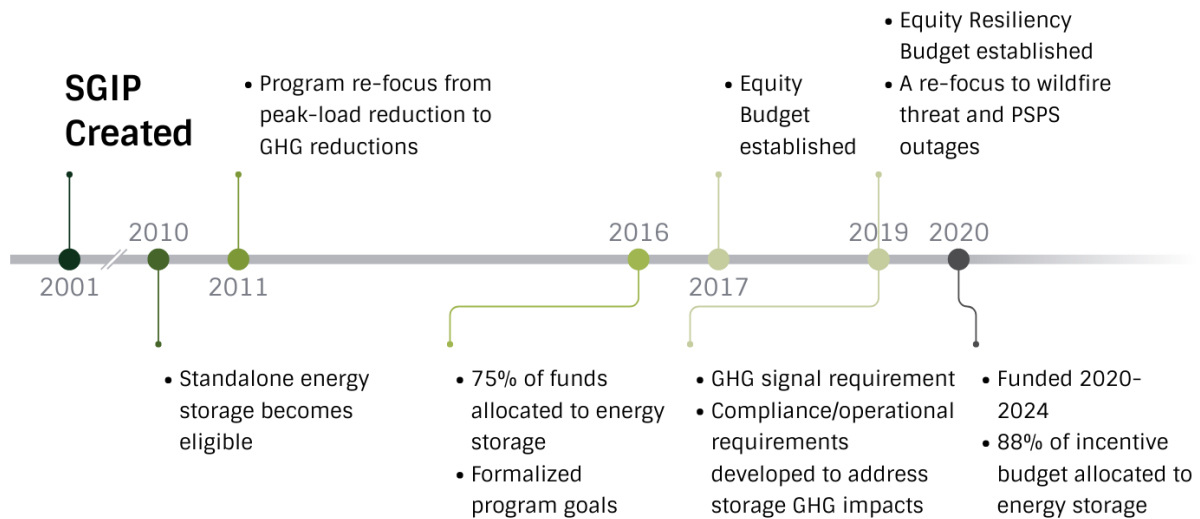 SGIP
Created
• Program re-focus from
peak-load reduction to
GHG reductions
• Equity
Budget
established
• Equity Resiliency
Budget established
• A re-focus to wildfire
threat and PSPS
outages
2001
2010
2011
2016
2017
2019
2020
• Standalone energy
storage becomes
eligible
• 75% of funds
allocated to energy
storage
• Formalized
program goals
• GHG signal requirement
• Compliance/operational
requirements
developed to address
storage GHG impacts
• Funded 2020-
2024
• 88% of incentive
budget allocated to
energy storage